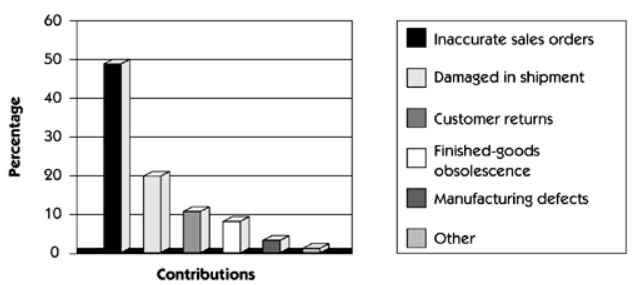 60
50
40
30
20
10
0
Percentage
Contributions
Inaccurate sales orders
Damaged in shipment
Customer returns
Finished-goods
obsolescence
Manufacturing defects
Other